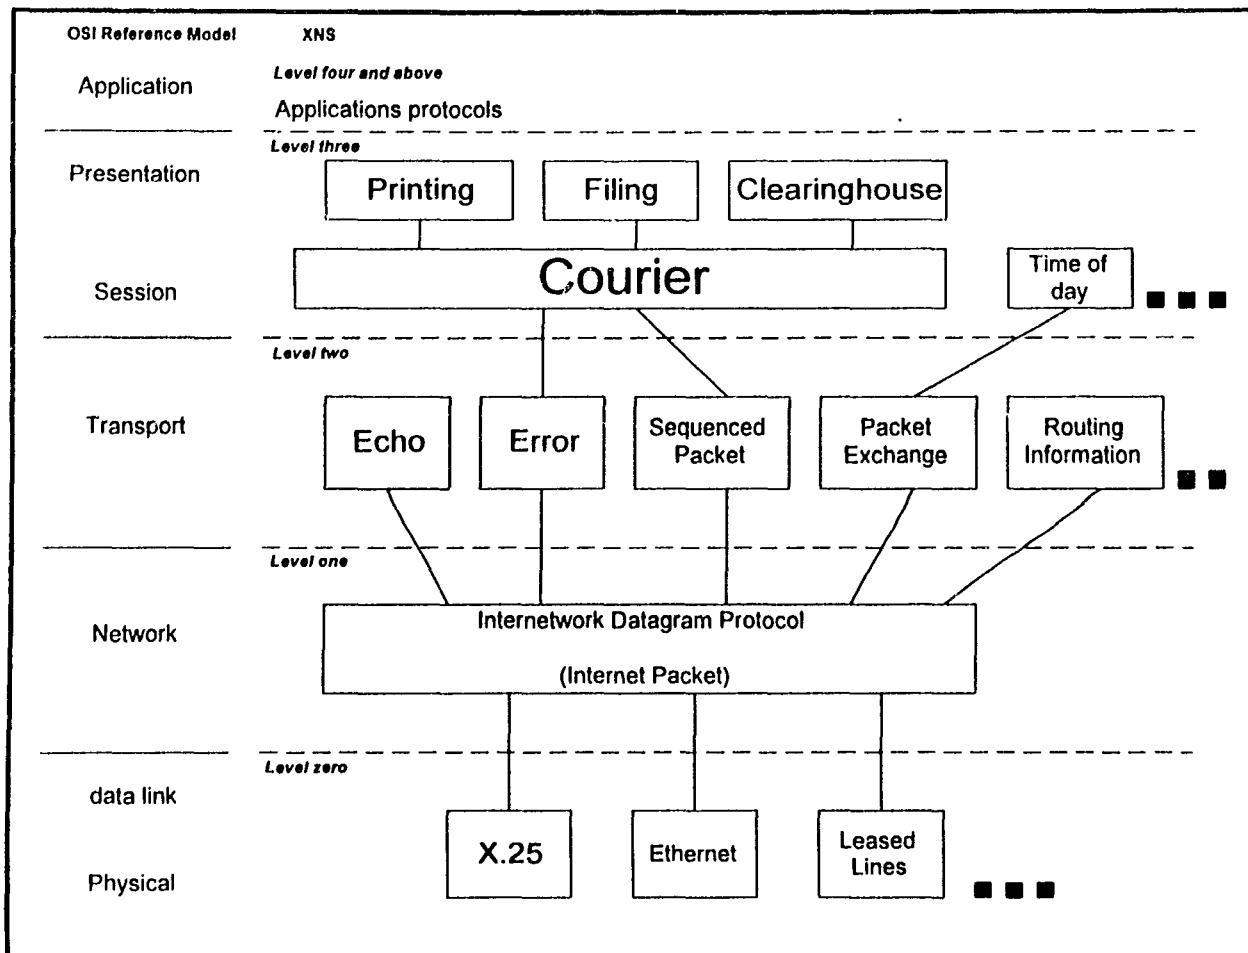 OSI Reference Model XNS
Application
Level four and above
Applications protocols
Level three
Presentation
Printing Filing Clearinghouse
Session
Courier
Time of
day
Level two
Transport
Echo Error
Sequenced
Packet
Packet
Exchange
Routing
Information
Level one
Network
Internetwork Datagram Protocol
(Internet Packet)
Level zero
data link
Physical
X.25 Ethernet
Leased
Lines